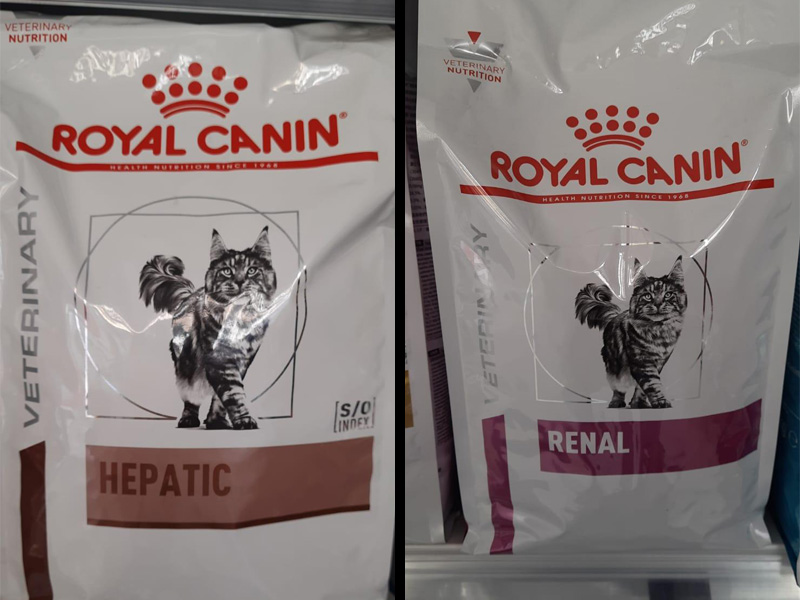 VETERINARY
NUTRITION
ROYAL CANIN®
HEALTH NUTRITION SINCE 1968
VETERINARY
S/O
INDEX
HEPATIC
VETERINARY
NUTRITION
ROYAL CANIN®
HEALTH NUTRITION SINCE 1968
VETERINARY
RENAL